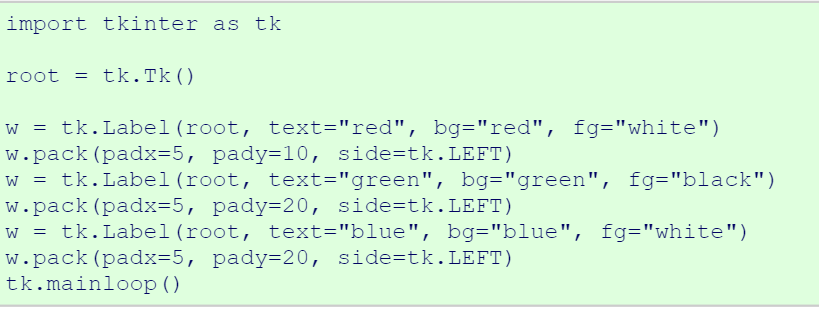 import tkinter as tk
root = tk.Tk()
w = tk.Label(root, text="red", bg="red", fg="white")
w.pack(padx=5, pady=10, side=tk.LEFT)
w = tk.Label(root, text="green", bg="green", fg="black")
w.pack(padx=5, pady=20, side=tk.LEFT)
w = tk.Label(root, text="blue", bg="blue", fg="white")
w.pack(padx=5, pady=20, side=tk.LEFT)
tk.mainloop()